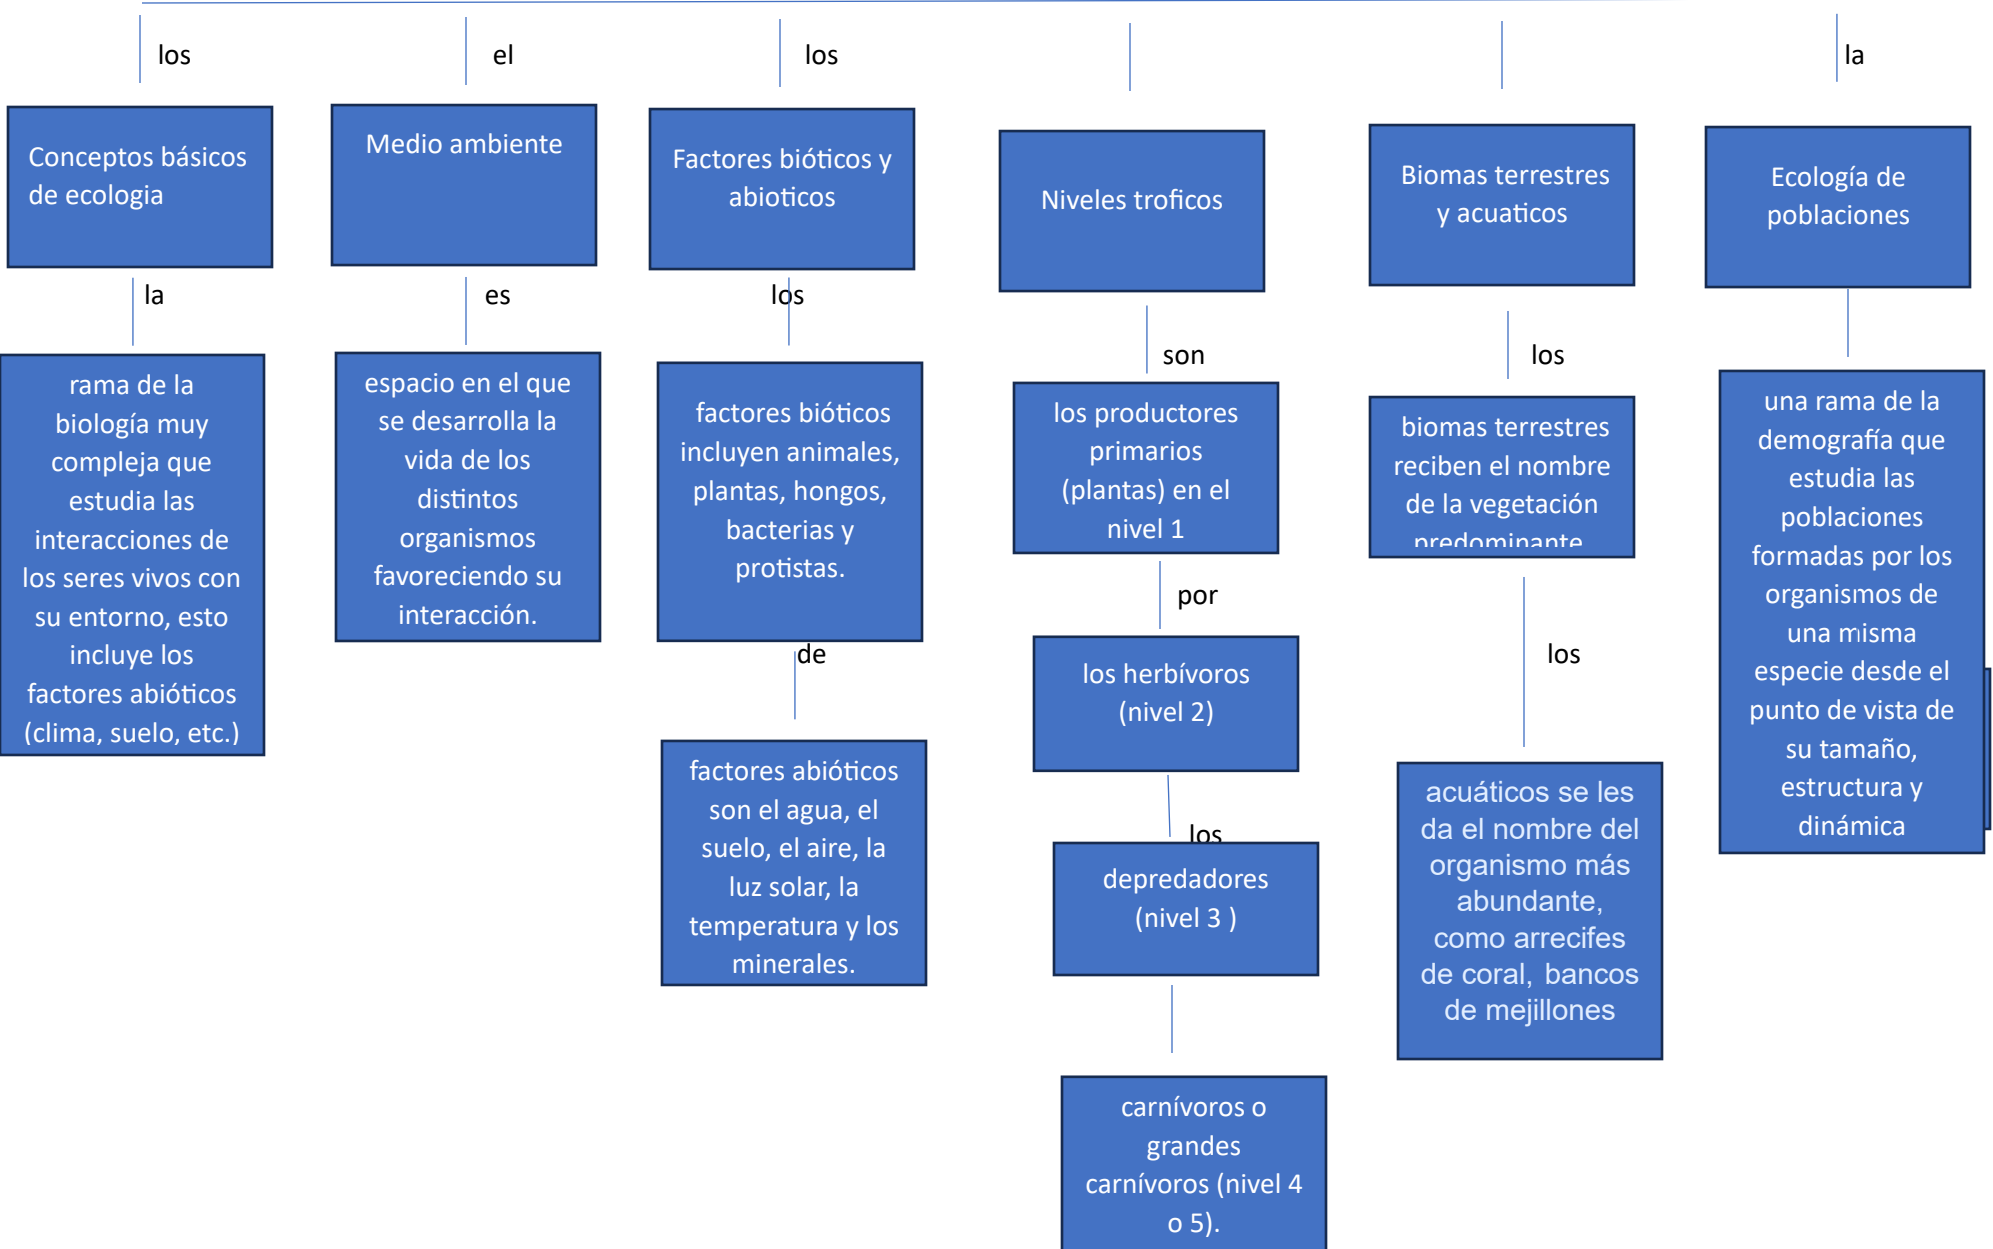 los
el
los
la
Conceptos básicos
de ecologia
Medio ambiente
Factores bióticos y
abioticos
Niveles troficos
Biomas terrestres
y acuaticos
Ecología de
poblaciones
la
es
los
son
los
rama de la
biología muy
compleja que
estudia las
interacciones de
los seres vivos con
su entorno, esto
incluye los
factores abióticos
(clima, suelo, etc.)
espacio en el que
se desarrolla la
vida de los
distintos
organismos
favoreciendo su
interacción.
factores bióticos
incluyen animales,
plantas, hongos,
bacterias y
protistas.
de
factores abióticos
son el agua, el
suelo, el aire, la
luz solar, la
temperatura y los
minerales.
los productores
primarios
(plantas) en el
nivel 1
por
los herbívoros
(nivel 2)
los
depredadores
(nivel 3 )
carnívoros o
grandes
carnívoros (nivel 4
o 5).
biomas terrestres
reciben el nombre
de la vegetación
predominante
los
acuáticos se les
da el nombre del
organismo más
abundante,
como arrecifes
de coral, bancos
de mejillones
una rama de la
demografía que
estudia las
poblaciones
formadas por los
organismos de
una misma
especie desde el
punto de vista de
su tamaño,
estructura y
dinámica